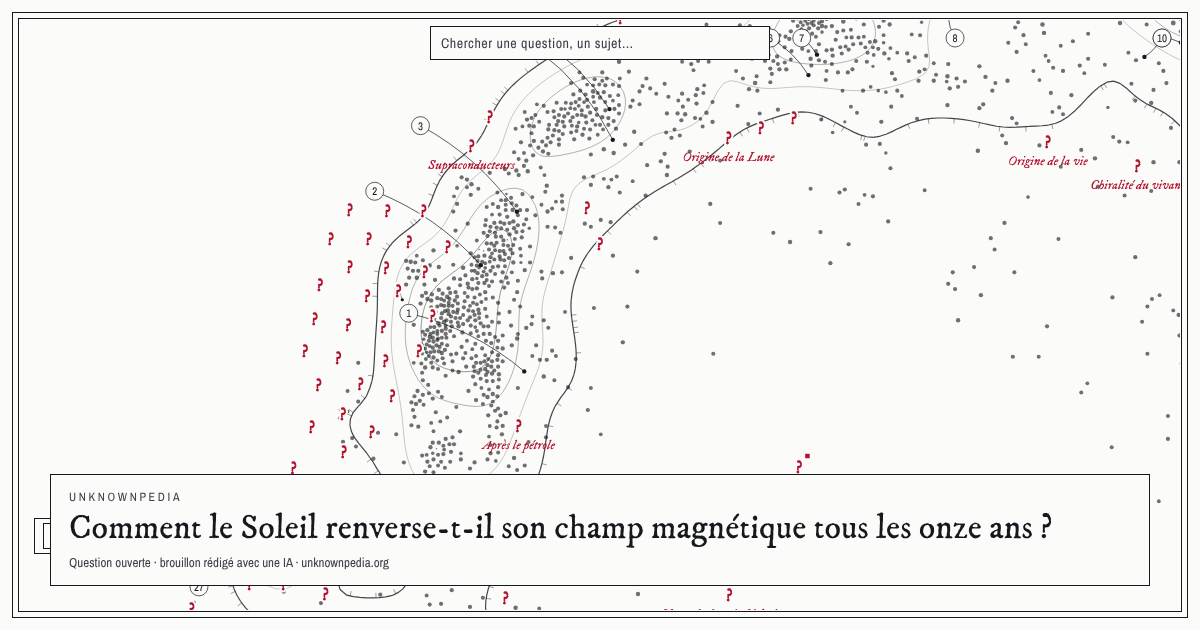 Chercher une question, un sujet…
7
8
10
3
Supraconducteurs
Origine de la Lune
Origine de la vie
Chiralité du vivan
2
1
Après le pétrole
UNKNOWNPEDIA
Comment le Soleil renverse-t-il son champ magnétique tous les onze ans ?
Question ouverte · brouillon rédigé avec une IA · unknownpedia.org
27